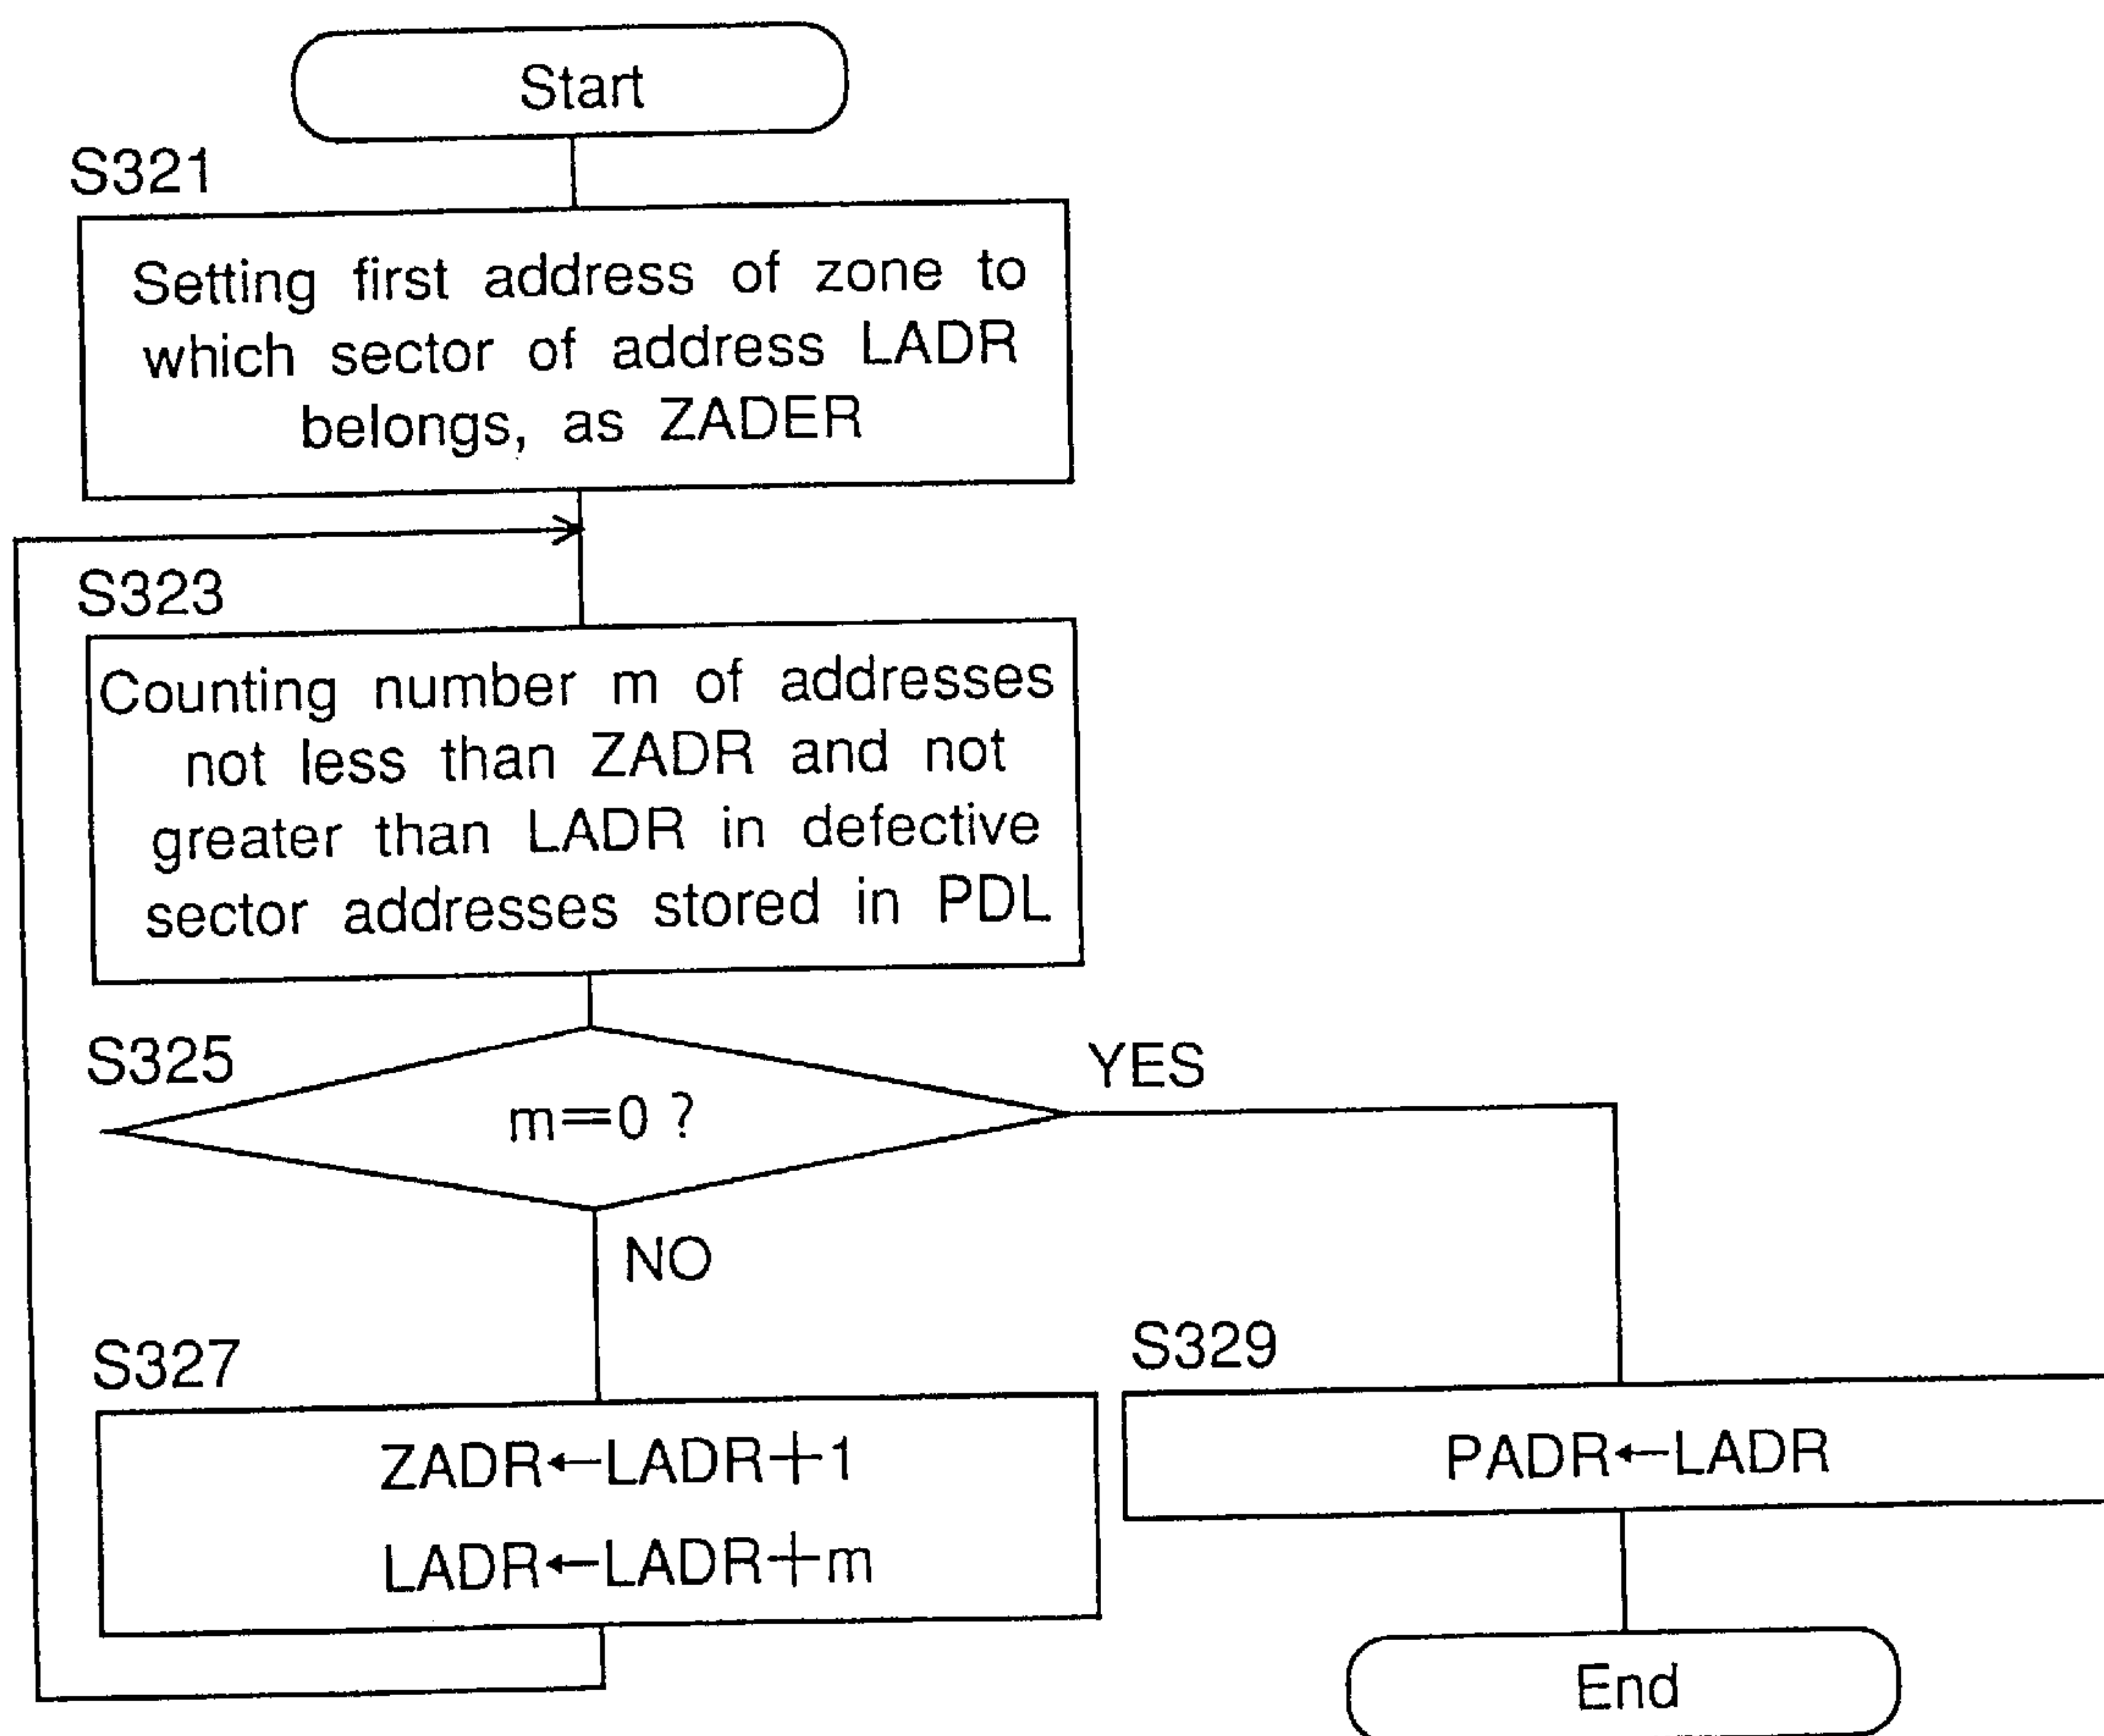 Start
S321
Setting first address of zone to
which sector of address LADR
belongs, as ZADER
S323
Counting number m of addresses
not less than ZADR and not
greater than LADR in defective
sector addresses stored in PDL
S325
m=0 ?
YES
NO
S327
ZADR←LADR+1
LADR←LADR+m
S329
PADR←LADR
End